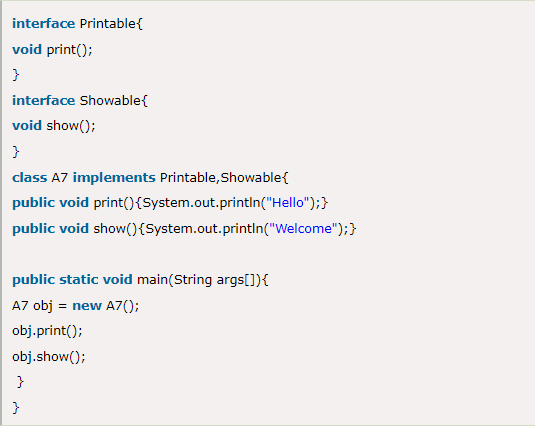 interface Printable{
void print();
}
interface Showable{
void show();
}
class A7 implements Printable,Showable{
public void print(){System.out.println("Hello");}
public void show(){System.out.println("Welcome");}
public static void main(String args[]){
A7 obj = new A7();
obj.print();
obj.show();
}
}